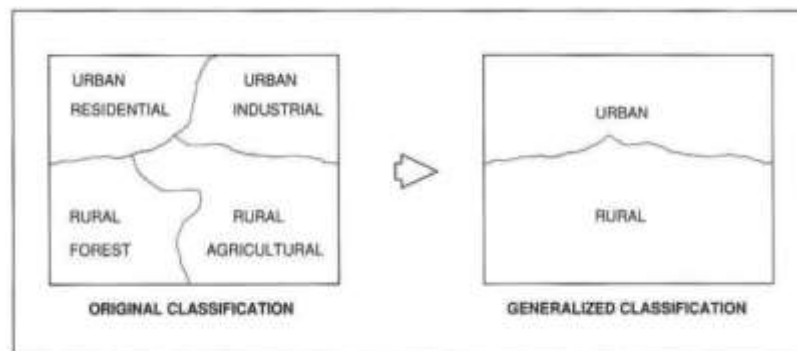 URBAN
RESIDENTIAL
URBAN
INDUSTRIAL
RURAL
FOREST
RURAL
AGRICULTURAL
ORIGINAL CLASSIFICATION
URBAN
RURAL
GENERALIZED CLASSIFICATION